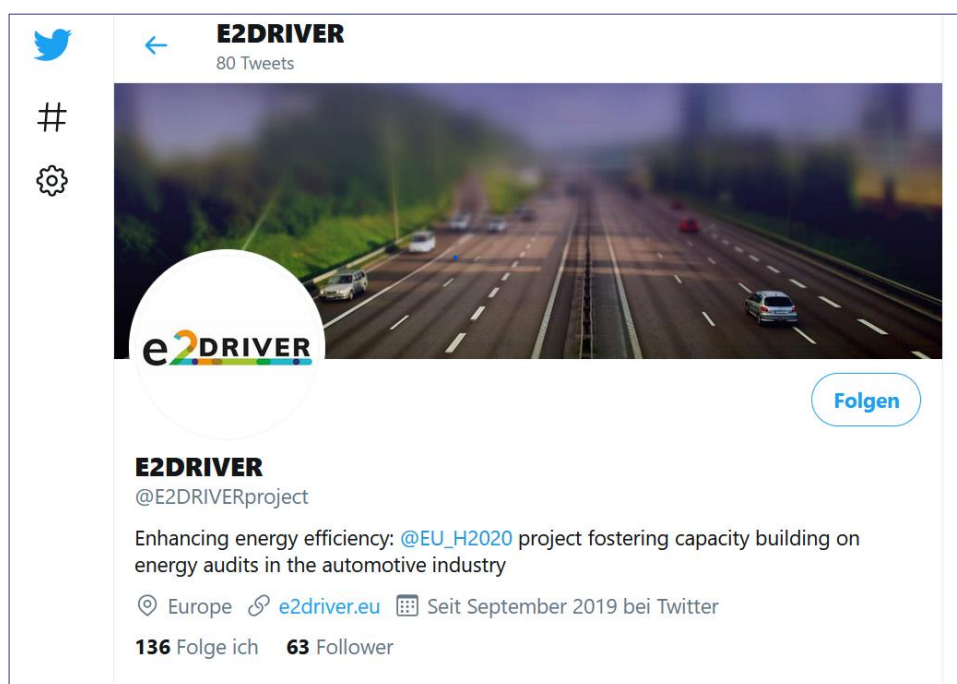 E2DRIVER
80 Tweets
e2DRIVER
Folgen
E2DRIVER
@E2DRIVERproject
Enhancing energy efficiency: @EU_H2020 project fostering capacity building on
energy audits in the automotive industry
Europe e2driver.eu Seit September 2019 bei Twitter
136 Folge ich 63 Follower